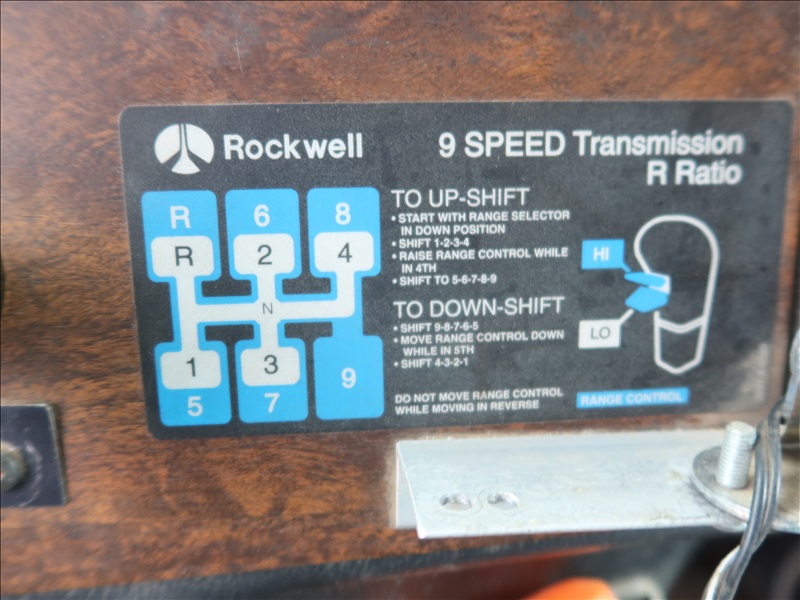 Rockwell
9 SPEED Transmission
R Ratio
R 6 8
R 2 4
N
1 3
5 7 9
TO UP-SHIFT
• START WITH RANGE SELECTOR
IN DOWN POSITION
• SHIFT 1-2-3-4
• RAISE RANGE CONTROL WHILE
IN 4TH
• SHIFT TO 5-6-7-8-9
TO DOWN-SHIFT
• SHIFT 9-8-7-6-5
• MOVE RANGE CONTROL DOWN
WHILE IN 5TH
• SHIFT 4-3-2-1
DO NOT MOVE RANGE CONTROL
WHILE MOVING IN REVERSE
HI
LO
RANGE CONTROL